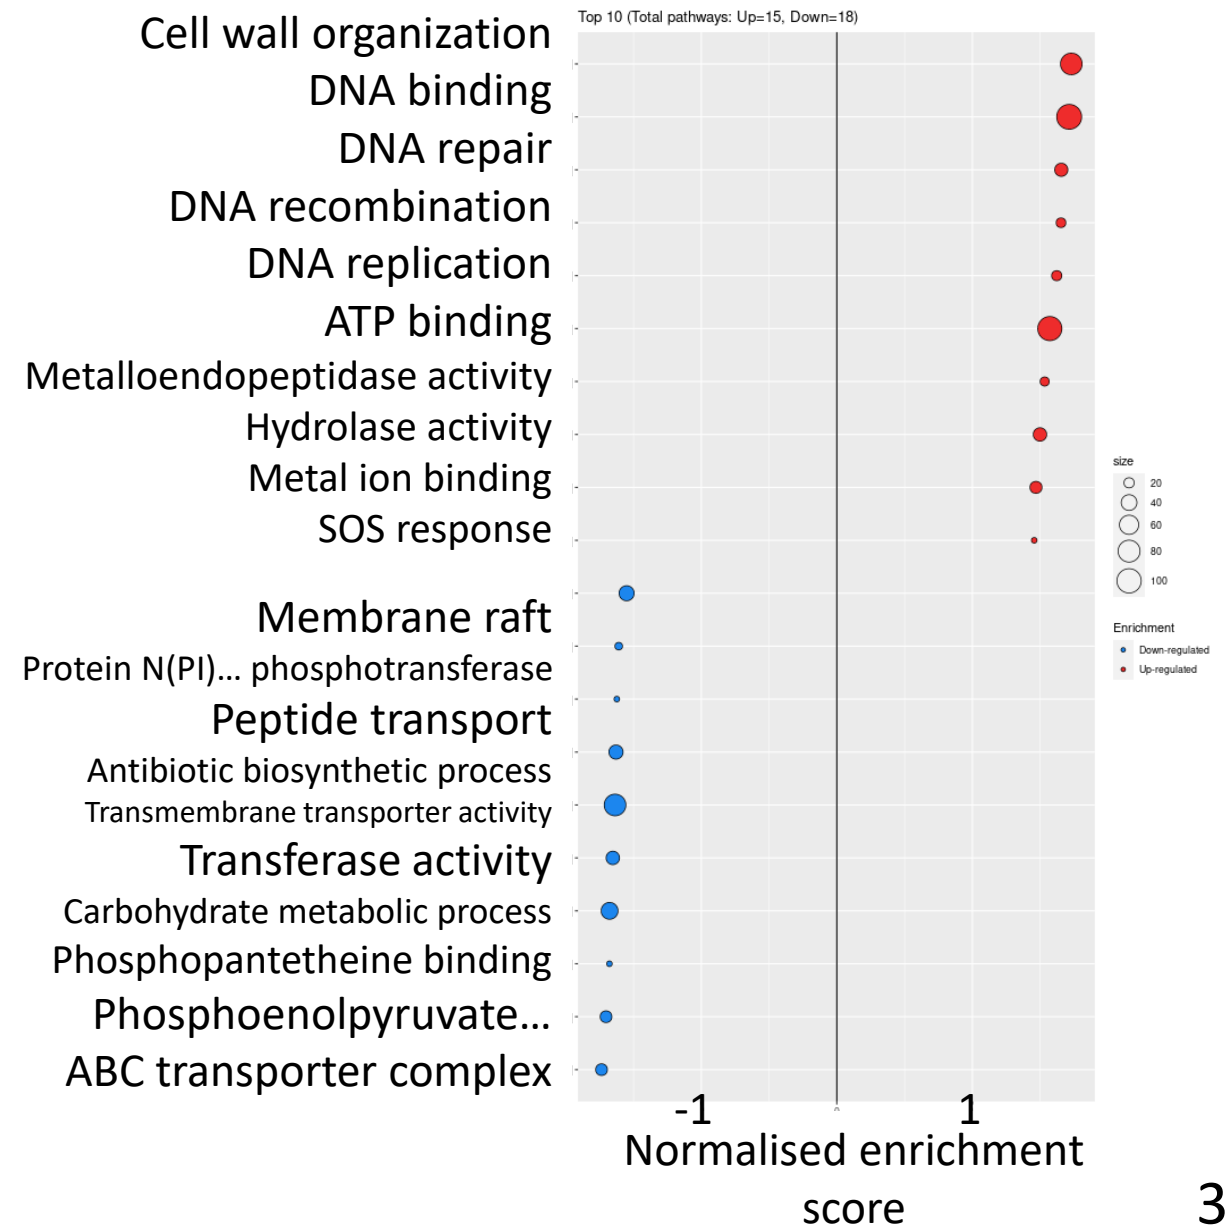 Top 10 (Total pathways: Up=15, Down=18)
Cell wall organization
DNA binding
DNA repair
DNA recombination
DNA replication
ATP binding
Metalloendopeptidase activity
Hydrolase activity
Metal ion binding
SOS response
Membrane raft
Protein N(PI)... phosphotransferase
Peptide transport
Antibiotic biosynthetic process
Transmembrane transporter activity
Transferase activity
Carbohydrate metabolic process
Phosphopantetheine binding
Phosphoenolpyruvate...
ABC transporter complex
size
20
40
60
80
100
Enrichment
Down-regulated
Up-regulated
-1
0
1
Normalised enrichment
score
3